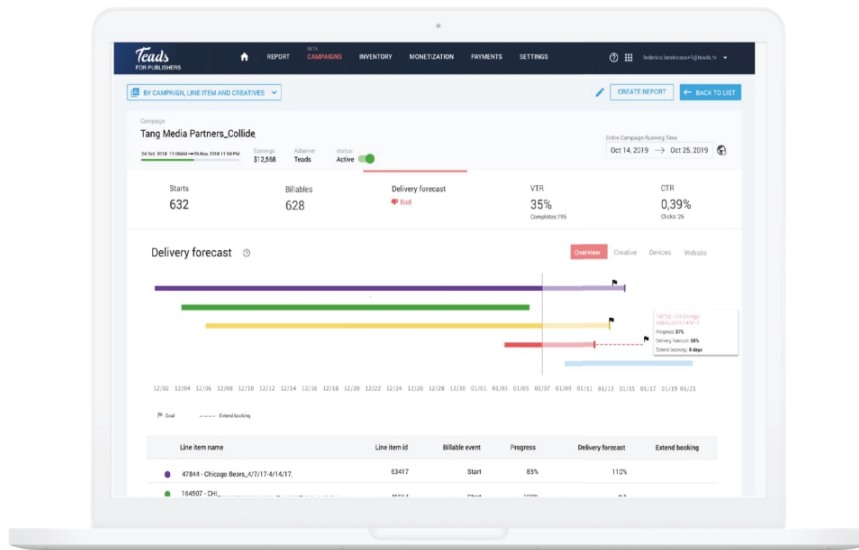 Teads
FOR PUBLISHERS
REPORT
BETA
CAMPAIGNS
INVENTORY
MONETIZATION
PAYMENTS
SETTINGS
BY CAMPAIGN, LINE ITEM AND CREATIVES
CREATE REPORT
BACK TO LIST
Campaign
Tang Media Partners_Collide
Earnings
$12,568
Adserver
Teads
status
Active
Entire Campaign Running Time
Oct 14, 2019 → Oct 25, 2019
Starts
632
Billables
628
Delivery forecast
Bad
VTR
35%
Completes:195
CTR
0,39%
Clicks: 26
Delivery forecast
Overview Creative Devices Website
Progress: 37%
Extend booking: 6 days
12/02 12/04 12/06 12/08 12/10 12/12 12/14 12/16 12/18 12/20 12/22 12/24 12/26 12/28 12/30 01/01 01/03 01/05 01/07 01/09 01/11 01/13 01/15 01/17 01/19 01/21
Goal
Extend booking
Line item name Line item id Billable event Progress Delivery forecast Extend booking
47844 - Chicago Bears_4/7/17-4/14/17_ 63417 Start 85% 110%
164507 - CHI_